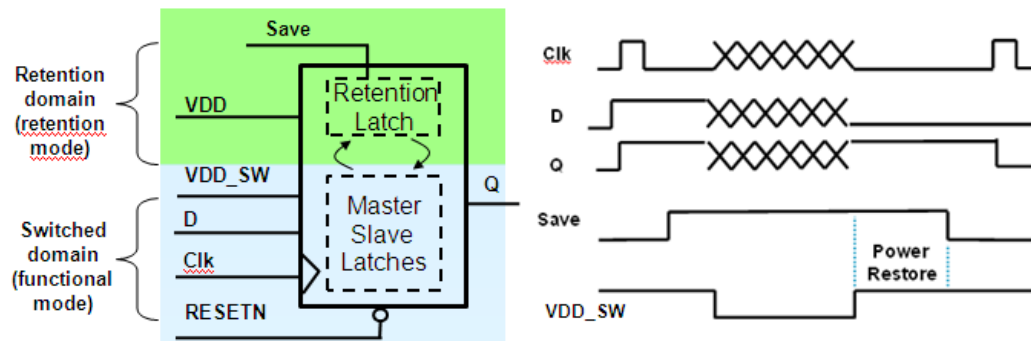 Save
Retention
domain
(retention
mode)
VDD
Retention
Latch
VDD_SW
D
Clk
RESETN
Switched
domain
(functional
mode)
Master
Slave
Latches
Q
Clk
D
Q
Save
Power
Restore
VDD_SW